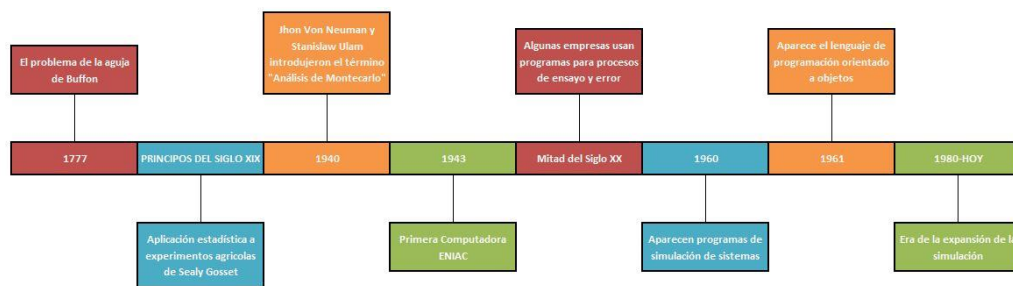 Jhon Von Neuman y
Stanislaw Ulam
introdujeron el término
"Análisis de Montecarlo"
El problema de la aguja
de Buffon
Algunas empresas usan
programas para procesos
de ensayo y error
Aparece el lenguaje de
programación orientado
a objetos
1777
PRINCIPOS DEL SIGLO XIX
1940
1943
Mitad del Siglo XX
1960
1961
1980-HOY
Aplicación estadística a
experimentos agricolas
de Sealy Gosset
Primera Computadora
ENIAC
Aparecen programas de
simulación de sistemas
Era de la expansión de la
simulación